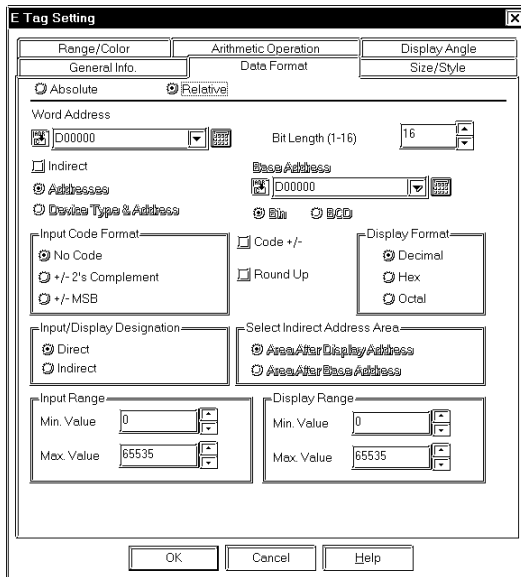 E Tag Setting
Range/Color
Arithmetic Operation
Display Angle
General Info.
Data Format
Size/Style
Absolute
Relative
Word Address
D00000
Bit Length (1-16)
16
Indirect
Base Address
Addresses
D00000
Device Type & Address
Bin
BCD
Input Code Format
No Code
+/- 2's Complement
+/- MSB
Code +/-
Round Up
Display Format
Decimal
Hex
Octal
Input/Display Designation
Direct
Indirect
Select Indirect Address Area
Area After Display Address
Area After Base Address
Input Range
Min. Value
0
Max. Value
65535
Display Range
Min. Value
0
Max. Value
65535
OK
Cancel
Help